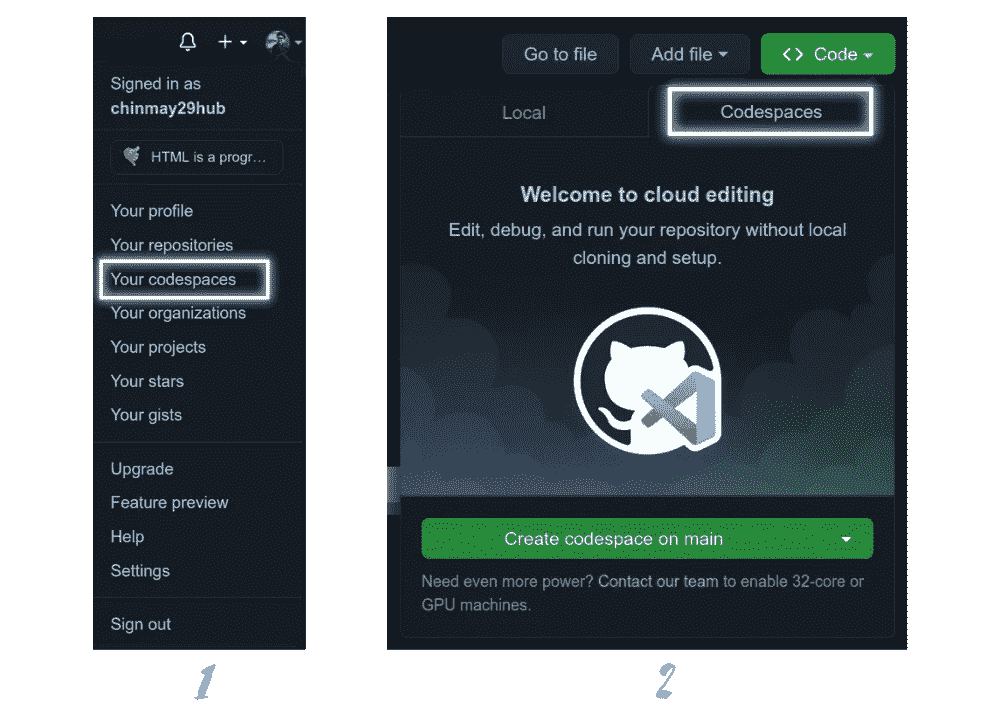 Signed in as
chinmay29hub
HTML is a progr...
Your profile
Your repositories
Your codespaces
Your organizations
Your projects
Your stars
Your gists
Upgrade
Feature preview
Help
Settings
Sign out
1
Go to file
Add file
<> Code
Local
Codespaces
Welcome to cloud editing
Edit, debug, and run your repository without local
cloning and setup.
Create codespace on main
Need even more power? Contact our team to enable 32-core or
GPU machines.
2